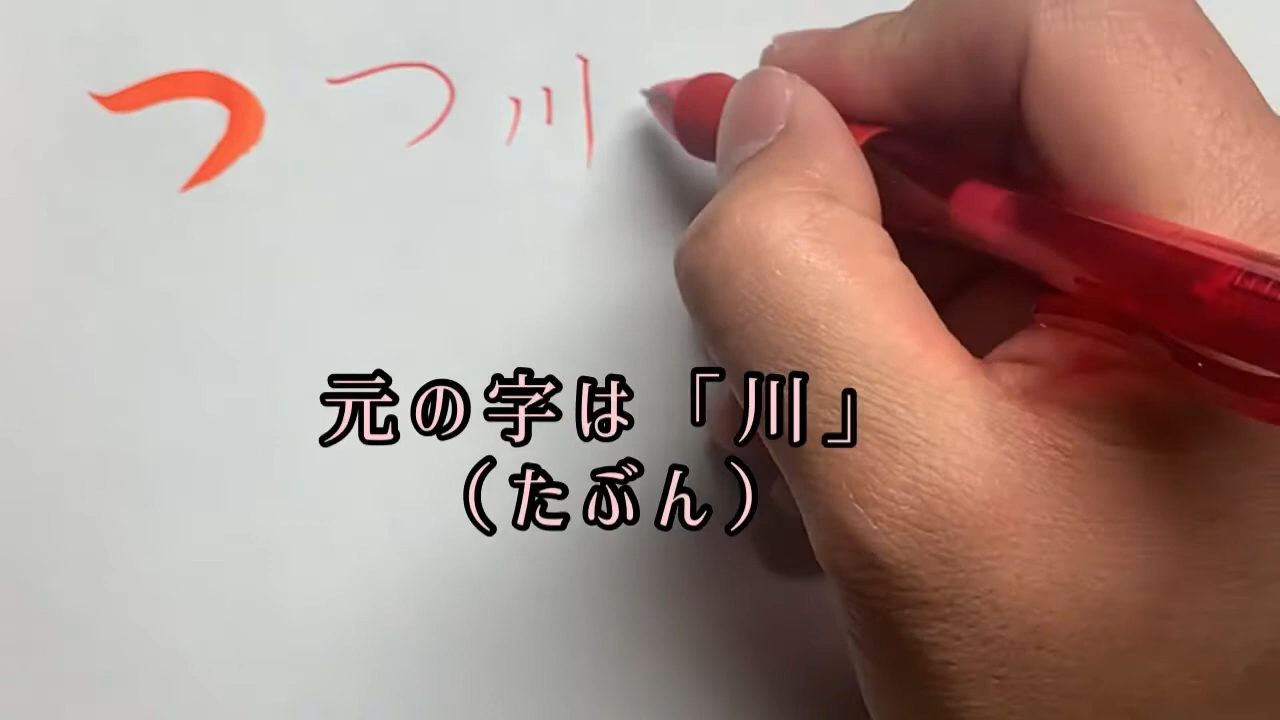 つ つ 川
元の字は「川」
（たぶん）